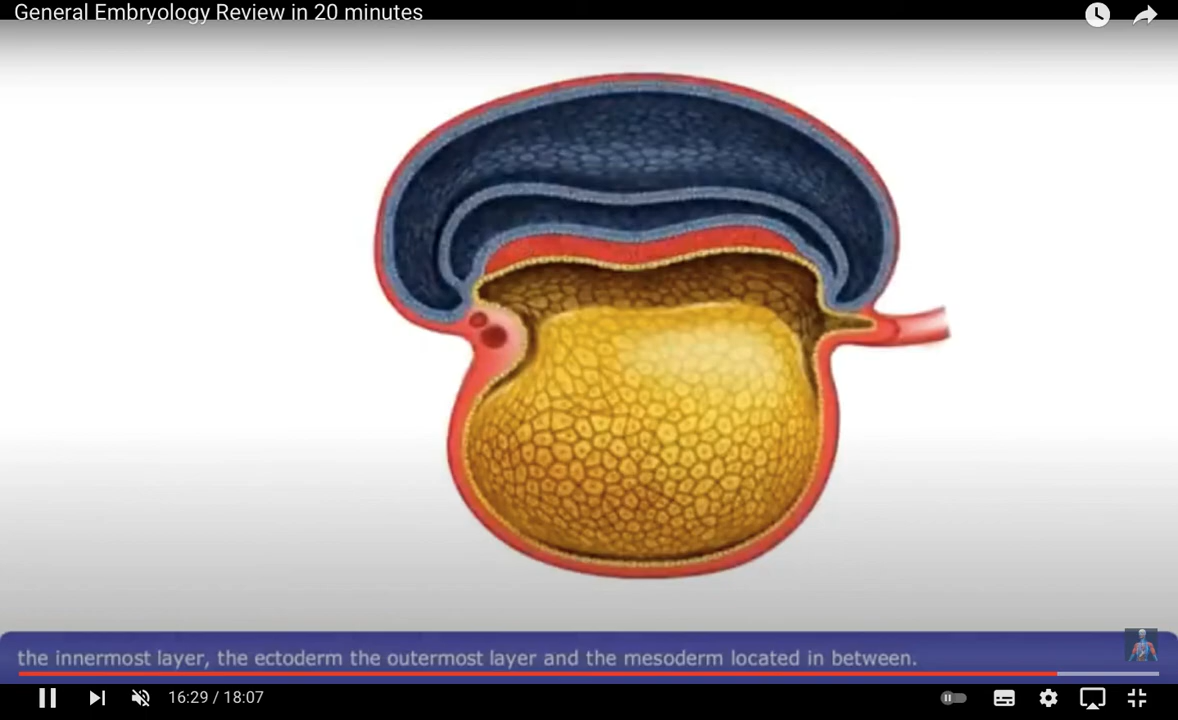 General Embryology Review in 20 minutes
the innermost layer, the ectoderm the outermost layer and the mesoderm located in between.
16:29 / 18:07